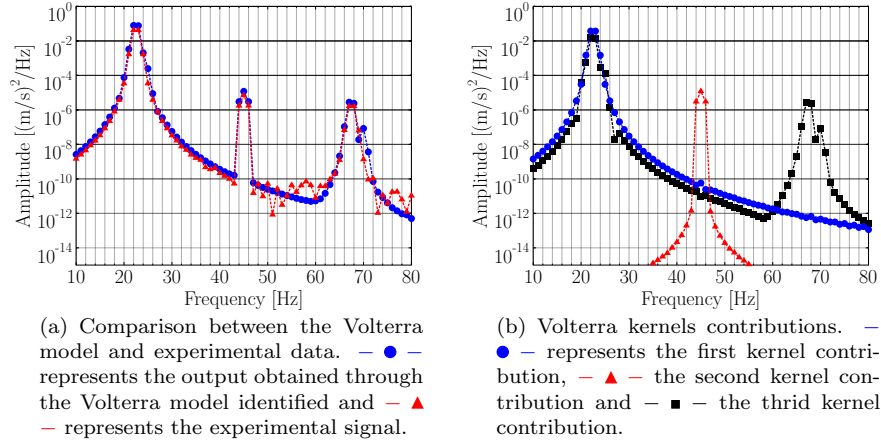 10^0
10^-2
10^-4
10^-6
10^-8
10^-10
10^-12
10^-14
Amplitude [(m/s)^2/Hz]
10 20 30 40 50 60 70 80
Frequency [Hz]
(a) Comparison between the Volterra
model and experimental data. – ● –
represents the output obtained through
the Volterra model identified and – ▲
– represents the experimental signal.
10^0
10^-2
10^-4
10^-6
10^-8
10^-10
10^-12
10^-14
Amplitude [(m/s)^2/Hz]
10 20 30 40 50 60 70 80
Frequency [Hz]
(b) Volterra kernels contributions. –
● – represents the first kernel contri-
bution, – ▲ – the second kernel con-
tribution and – ■ – the thrid kernel
contribution.